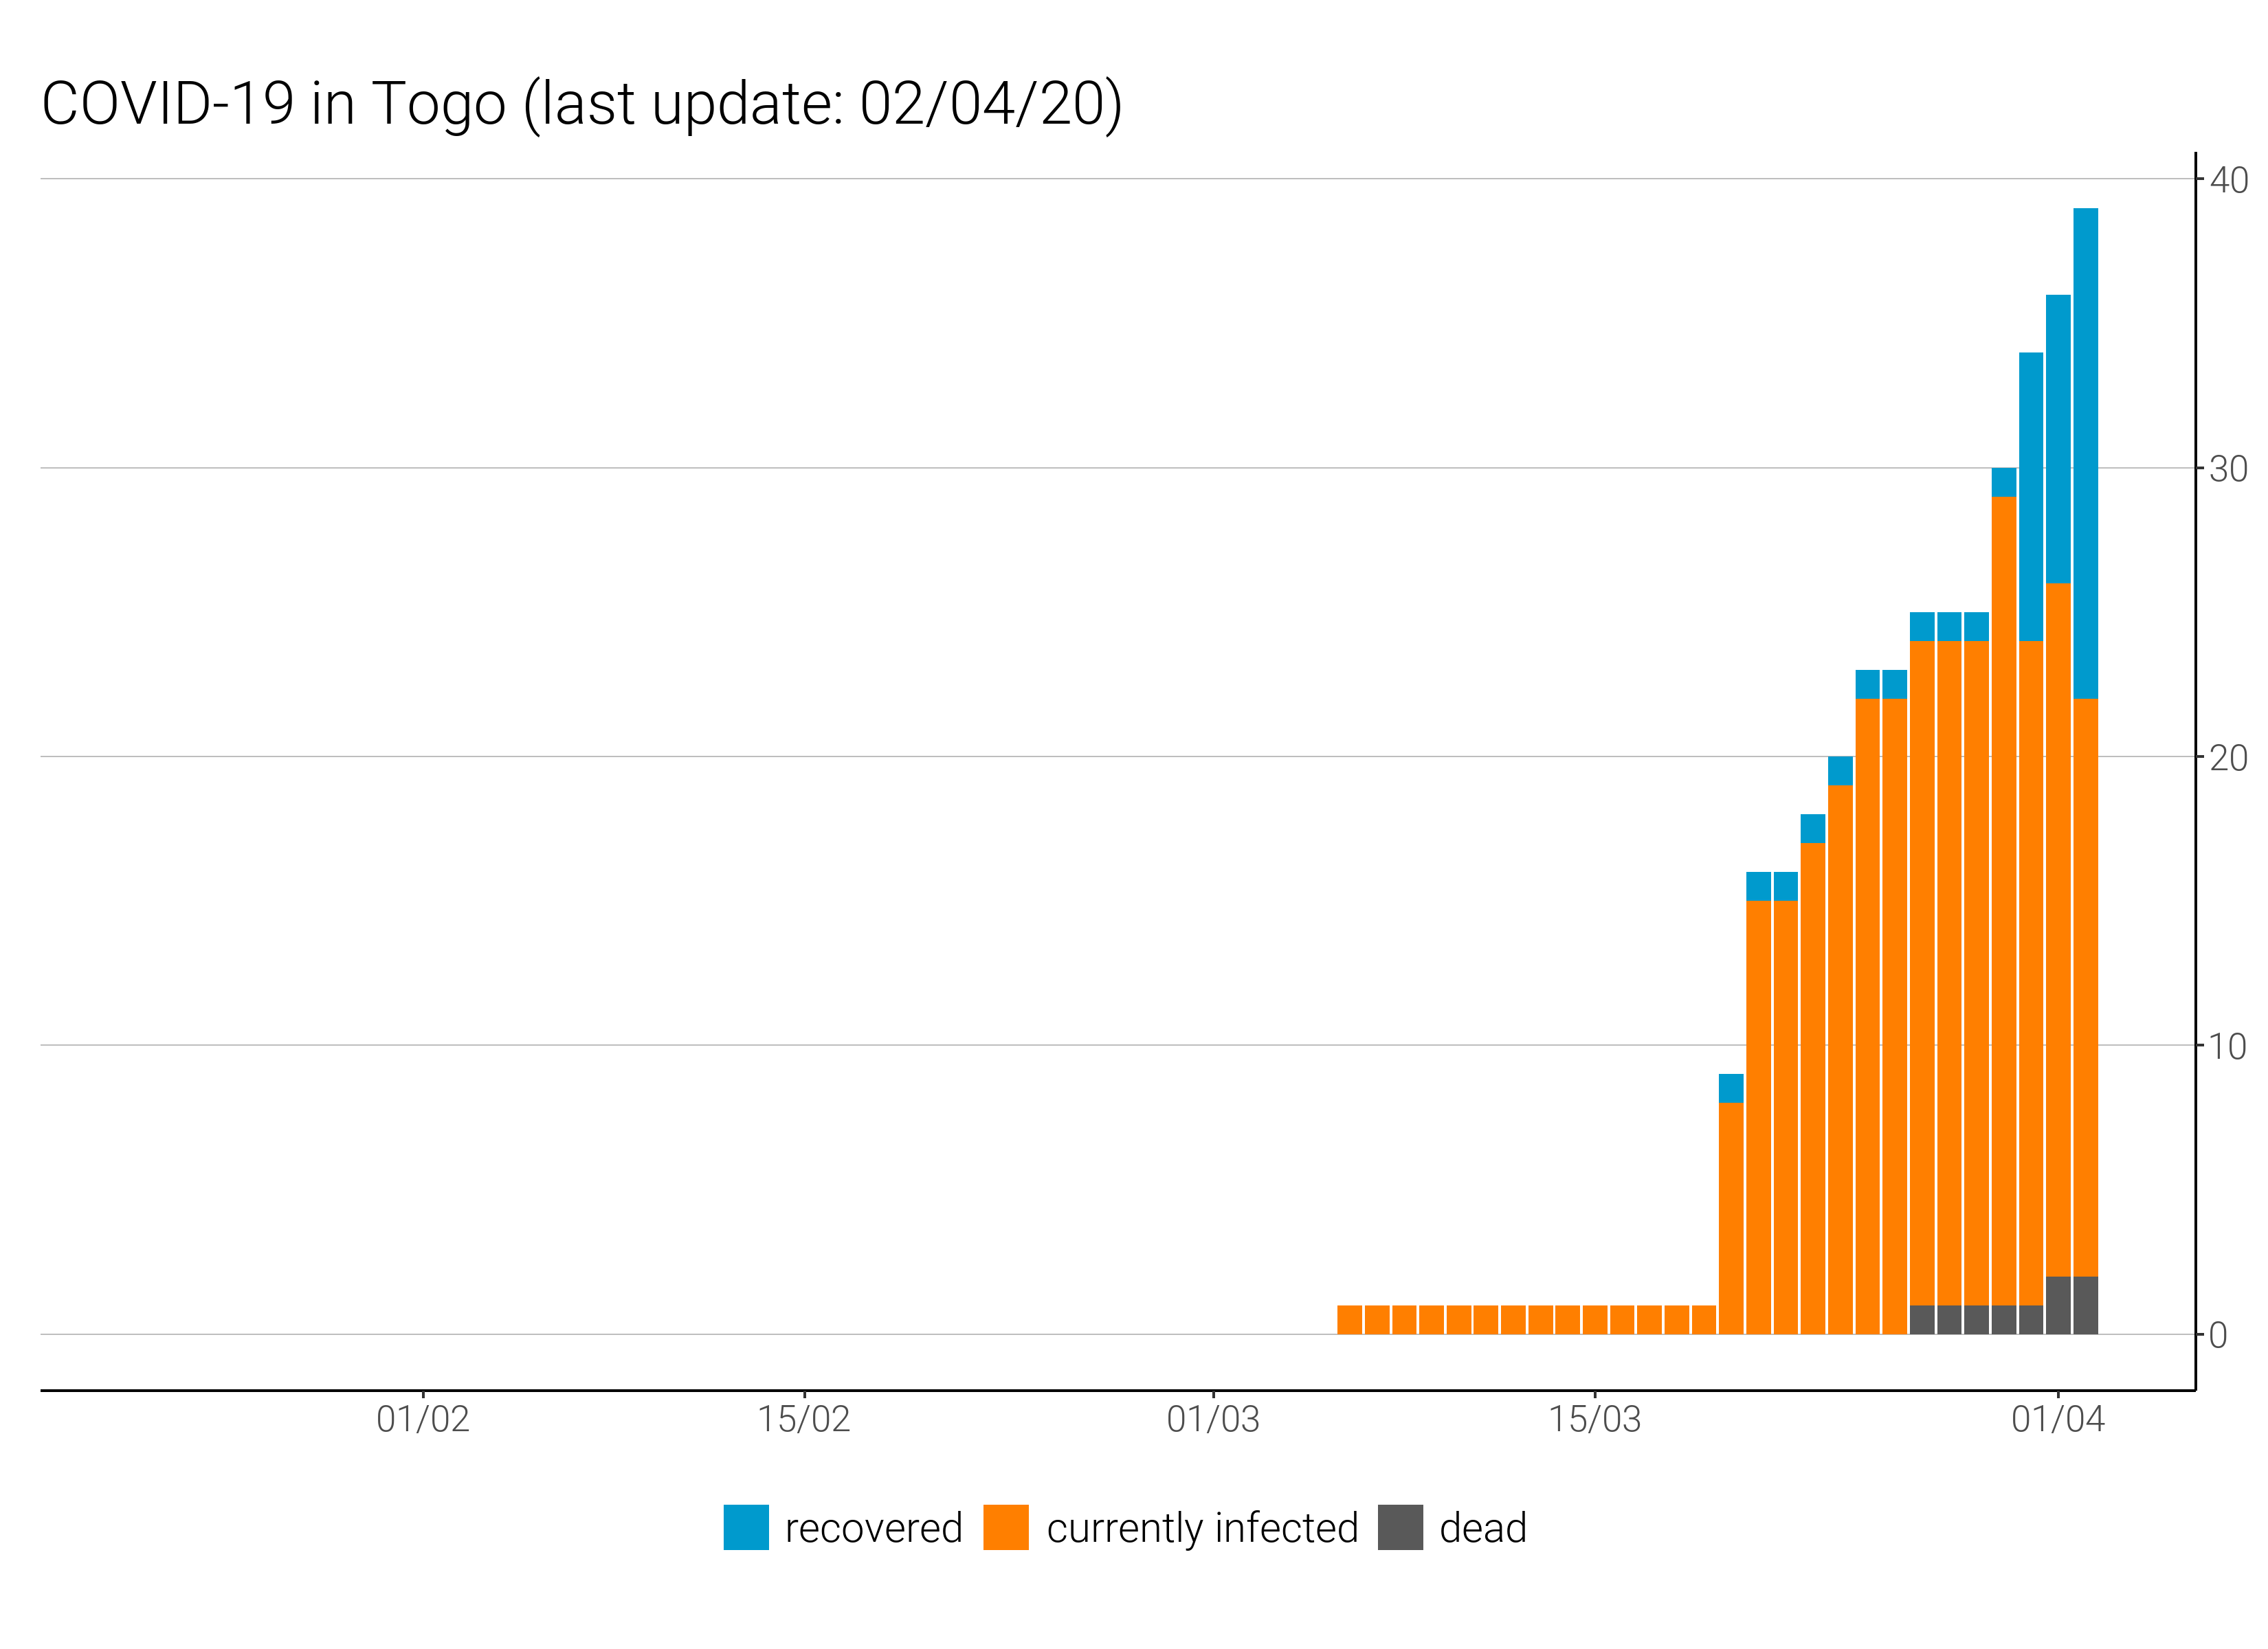 COVID-19 in Togo (last update: 02/04/20)
40
30
20
10
0
01/02 15/02 01/03 15/03 01/04
recovered currently infected dead